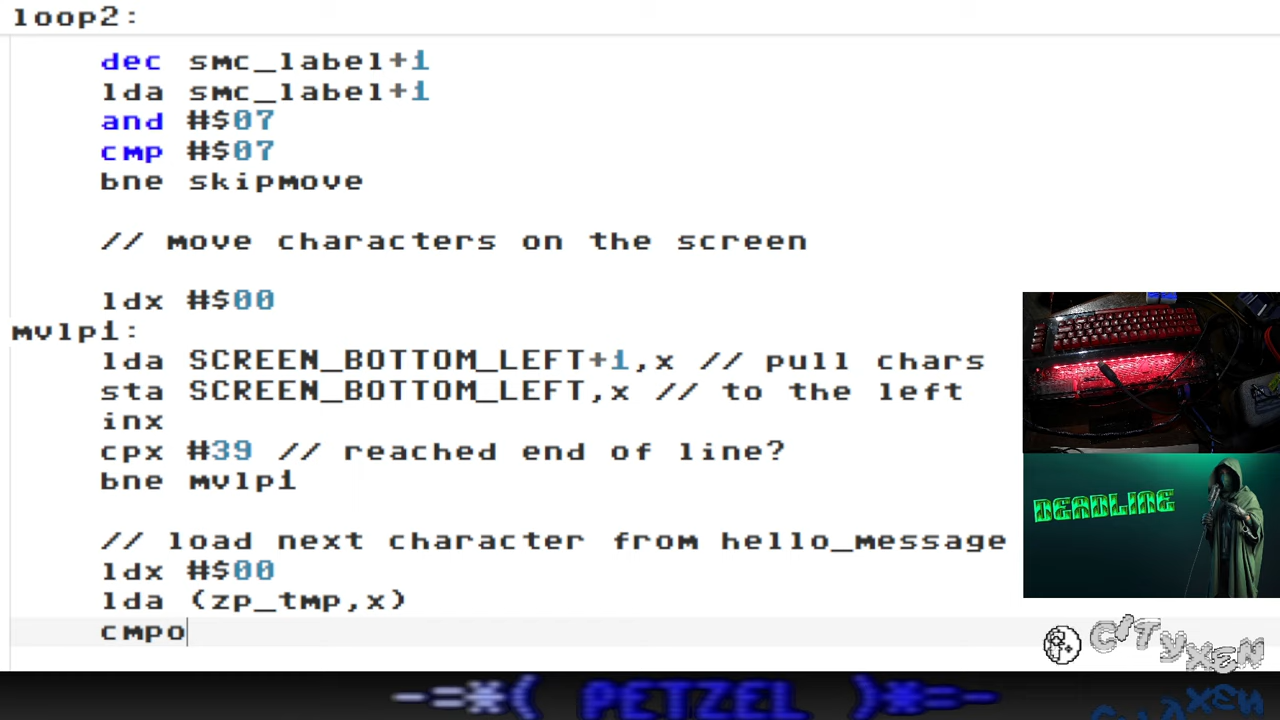 loop2:
dec smc_label+1
lda smc_label+1
and #$07
cmp #$07
bne skipmove
// move characters on the screen
ldx #$00
mvlp1:
lda SCREEN_BOTTOM_LEFT+1,x // pull chars
sta SCREEN_BOTTOM_LEFT,x // to the left
inx
cpx #39 // reached end of line?
bne mvlp1
// load next character from hello_message
ldx #$00
lda (zp_tmp,x)
cmpo
DEADLINE
CITYXEN
-=*( PETZEL )*=-